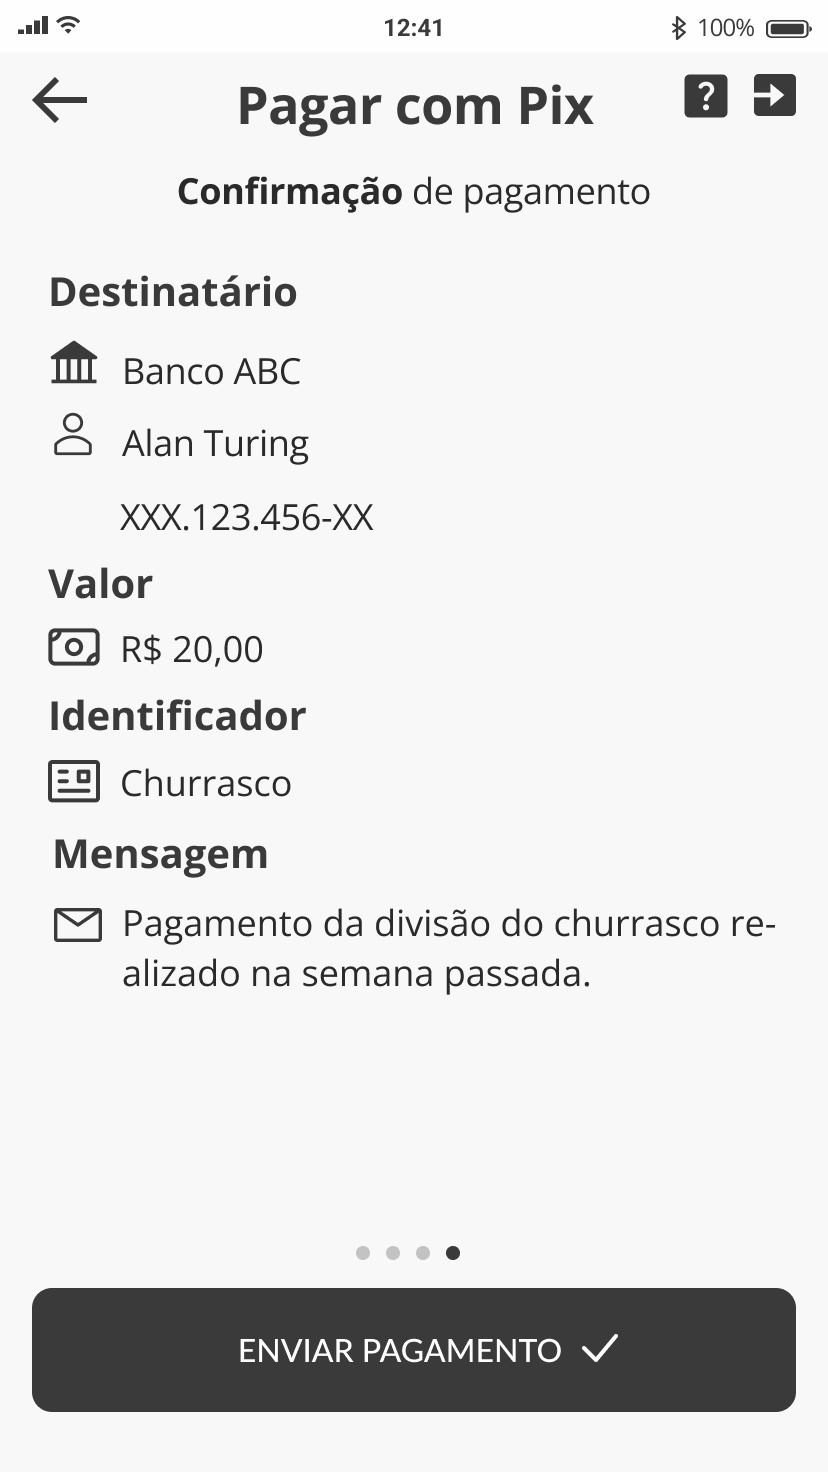 12:41
100%
Pagar com Pix
?
Confirmação de pagamento
Destinatário
Banco ABC
Alan Turing
XXX.123.456-XX
Valor
R$ 20,00
Identificador
Churrasco
Mensagem
Pagamento da divisão do churrasco re-
alizado na semana passada.
ENVIAR PAGAMENTO